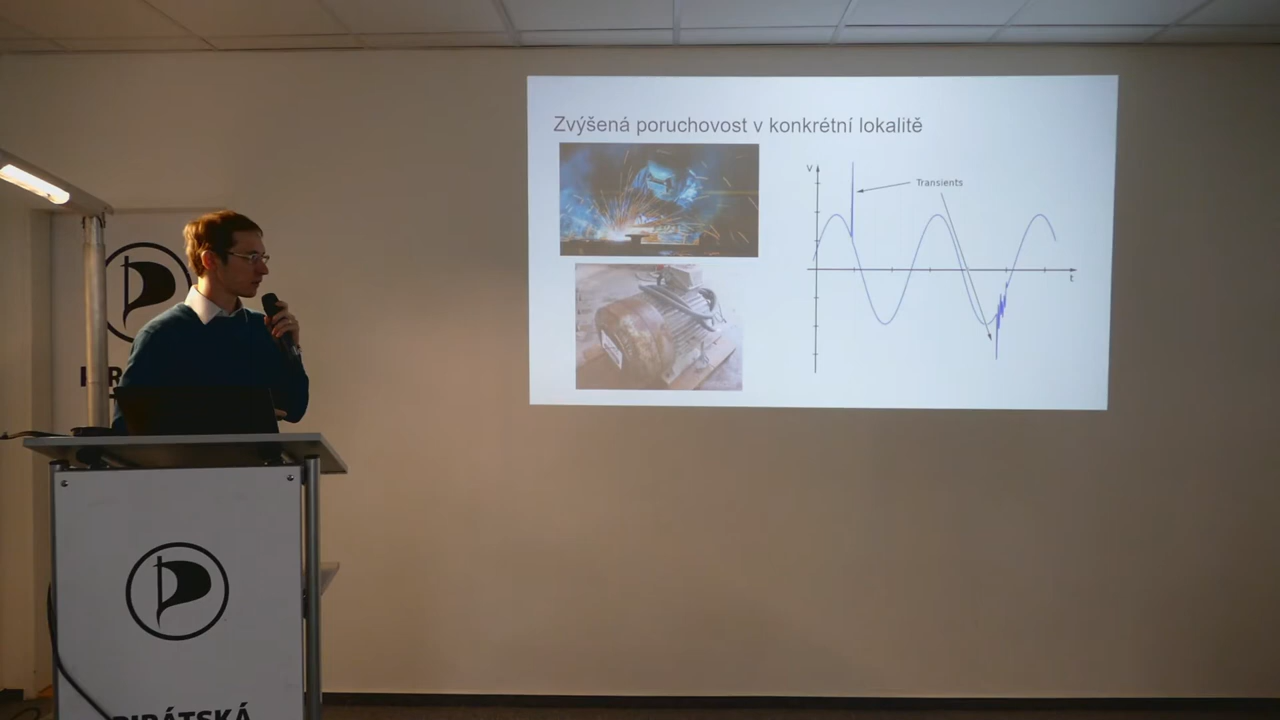 Zvýšená poruchovost v konkrétní lokalitě
V
Transients
t
PIRÁTSKÁ